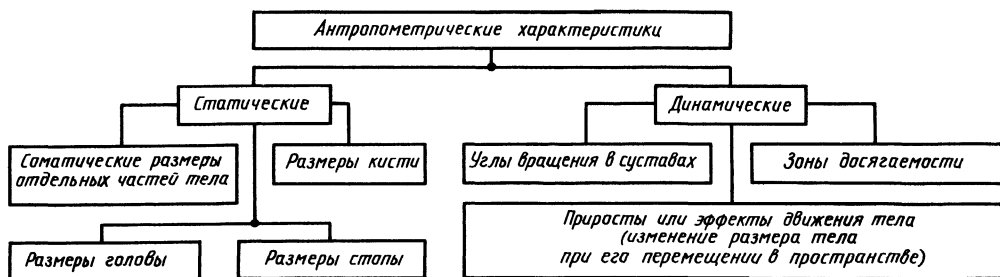 Антропометрические характеристики
Статические
Динамические
Соматические размеры
отдельных частей тела
Размеры кисти
Углы вращения в суставах
Зоны досягаемости
Размеры головы
Размеры стопы
Прирасты или эффекты движения тела
(изменение размера тела
при его перемещении в пространстве)